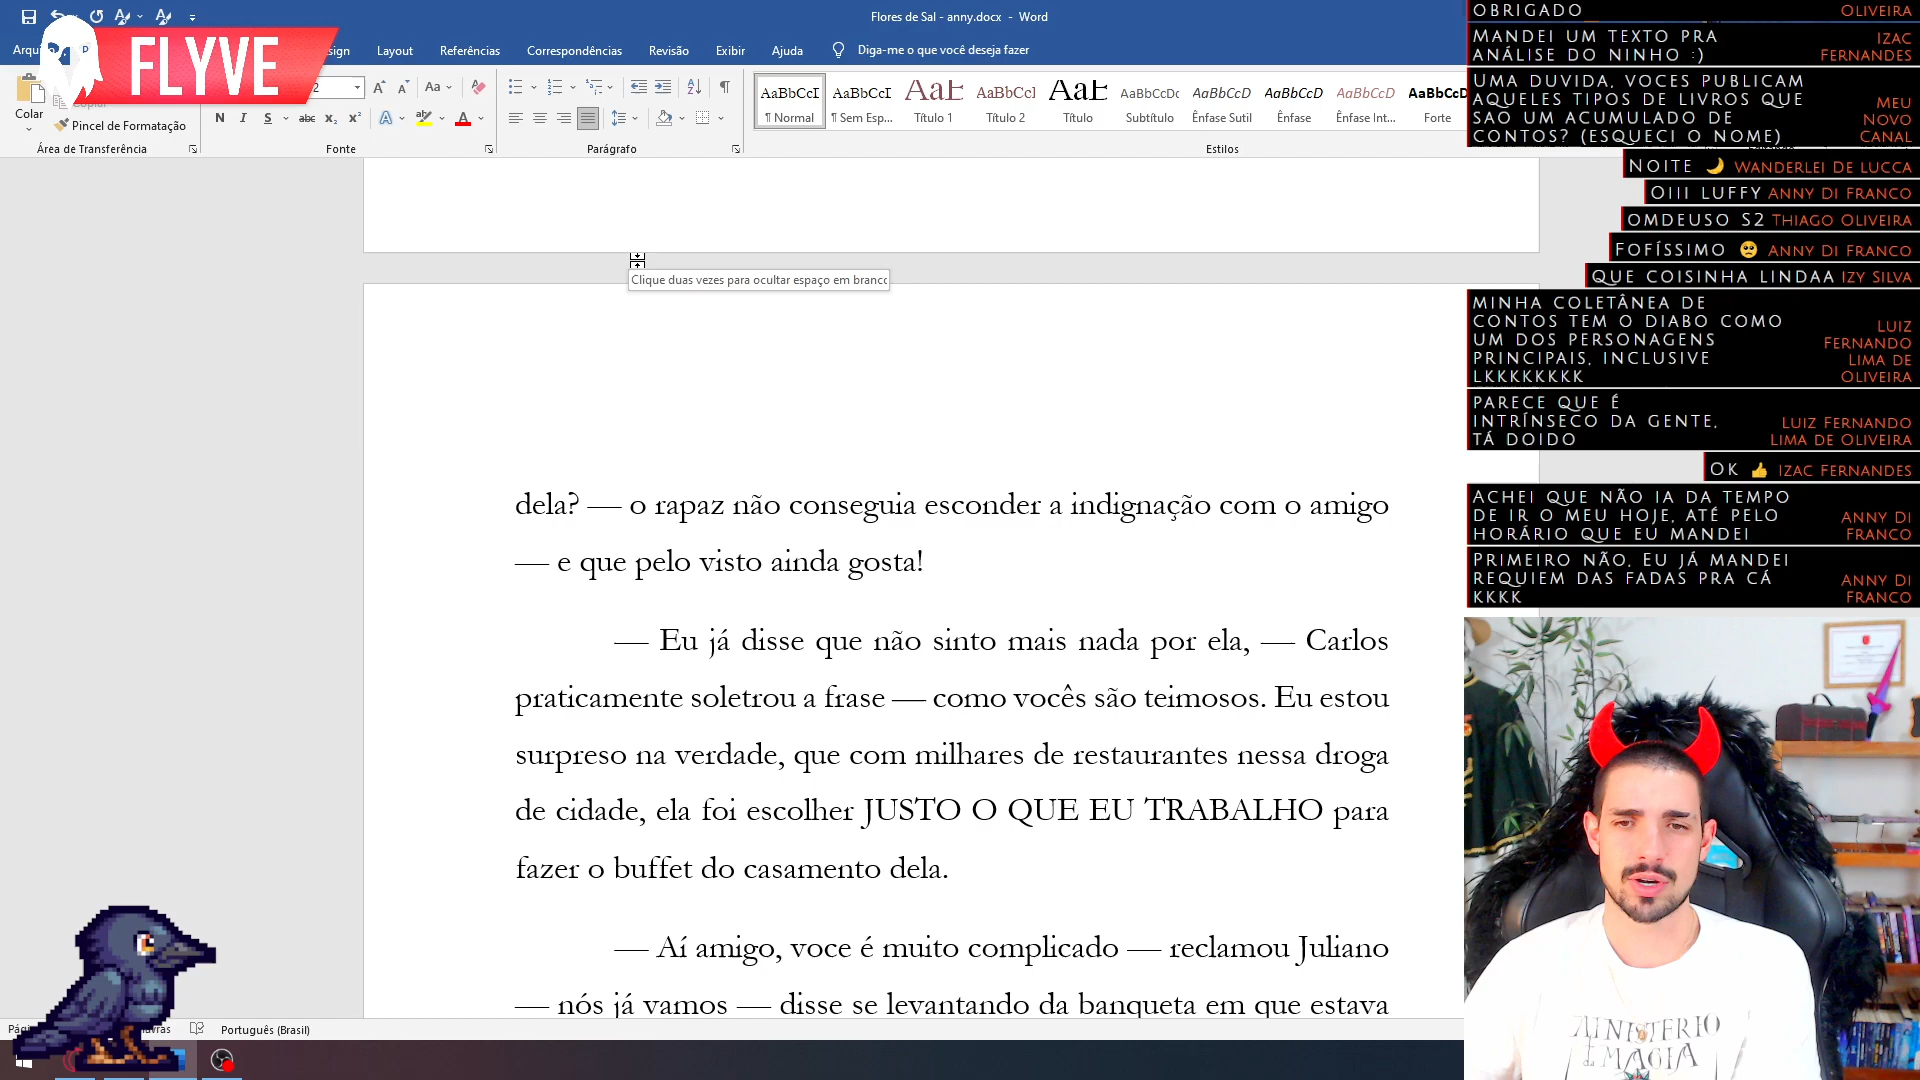 Flores de Sal - anny.docx - Word
FLYVE
Layout
Referências
Correspondências
Revisão
Exibir
Ajuda
Diga-me o que você deseja fazer
Colar
Pincel de Formatação
Área de Transferência
Fonte
Parágrafo
Estilos
AaBbCcI
¶ Normal
AaBbCcI
¶ Sem Esp...
AaE
Título 1
AaBbCcl
Título 2
AaE
Título
AaBbCcDc
Subtítulo
AaBbCcD
Ênfase Sutil
AaBbCcD
Ênfase
AaBbCcD
Ênfase Int...
AaBbCcD
Forte
Clique duas vezes para ocultar espaço em branco
dela? — o rapaz não conseguia esconder a indignação com o amigo
— e que pelo visto ainda gosta!
— Eu já disse que não sinto mais nada por ela, — Carlos
praticamente soletrou a frase — como vocês são teimosos. Eu estou
surpreso na verdade, que com milhares de restaurantes nessa droga
de cidade, ela foi escolher JUSTO O QUE EU TRABALHO para
fazer o buffet do casamento dela.
— Aí amigo, voce é muito complicado — reclamou Juliano
— nós já vamos — disse se levantando da banqueta em que estava
Português (Brasil)
OBRIGADO OLIVEIRA
MANDEI UM TEXTO PRA
ANÁLISE DO NINHO :)
IZAC
FERNANDES
UMA DUVIDA, VOCES PUBLICAM
AQUELES TIPOS DE LIVROS QUE
SAO UM ACUMULADO DE
CONTOS? (ESQUECI O NOME)
MEU
NOVO
CANAL
NOITE 🌙 WANDERLEI DE LUCCA
OIII LUFFY ANNY DI FRANCO
OMDEUSO S2 THIAGO OLIVEIRA
FOFÍSSIMO 🥺 ANNY DI FRANCO
QUE COISINHA LINDAA IZY SILVA
MINHA COLETÂNEA DE
CONTOS TEM O DIABO COMO
UM DOS PERSONAGENS
PRINCIPAIS, INCLUSIVE
LKKKKKKKK
LUIZ
FERNANDO
LIMA DE
OLIVEIRA
PARECE QUE É
INTRÍNSECO DA GENTE,
TÁ DOIDO
LUIZ FERNANDO
LIMA DE OLIVEIRA
OK 👍 IZAC FERNANDES
ACHEI QUE NÃO IA DA TEMPO
DE IR O MEU HOJE, ATÉ PELO
HORÁRIO QUE EU MANDEI
ANNY DI
FRANCO
PRIMEIRO NÃO, EU JÁ MANDEI
REQUIEM DAS FADAS PRA CÁ
KKKK
ANNY DI
FRANCO
MINISTÉRIO
DA MAGIA